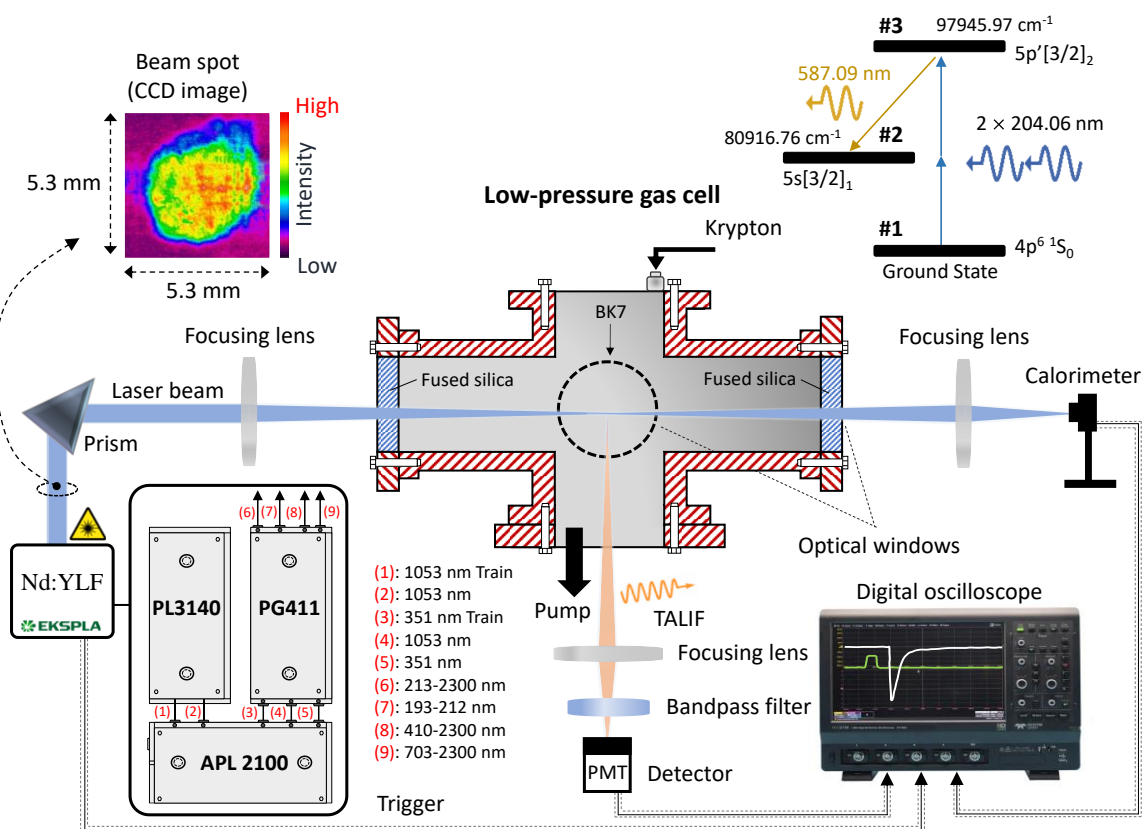 Beam spot
(CCD image)
High
Intensity
Low
5.3 mm
5.3 mm
#3
97945.97 cm⁻¹
5p’[3/2]₂
587.09 nm
80916.76 cm⁻¹
#2
5s[3/2]₁
2 × 204.06 nm
#1
4p⁶ ¹S₀
Ground State
Low-pressure gas cell
Krypton
BK7
Focusing lens
Focusing lens
Fused silica
Fused silica
Laser beam
Prism
Calorimeter
Optical windows
Nd:YLF
EKSPLA
(6)
(7)
(8)
(9)
PL3140
PG411
(1)
(2)
(3)
(4)
(5)
APL 2100
(1): 1053 nm Train
(2): 1053 nm
(3): 351 nm Train
(4): 1053 nm
(5): 351 nm
(6): 213-2300 nm
(7): 193-212 nm
(8): 410-2300 nm
(9): 703-2300 nm
Pump
TALIF
Focusing lens
Bandpass filter
PMT
Detector
Digital oscilloscope
Trigger